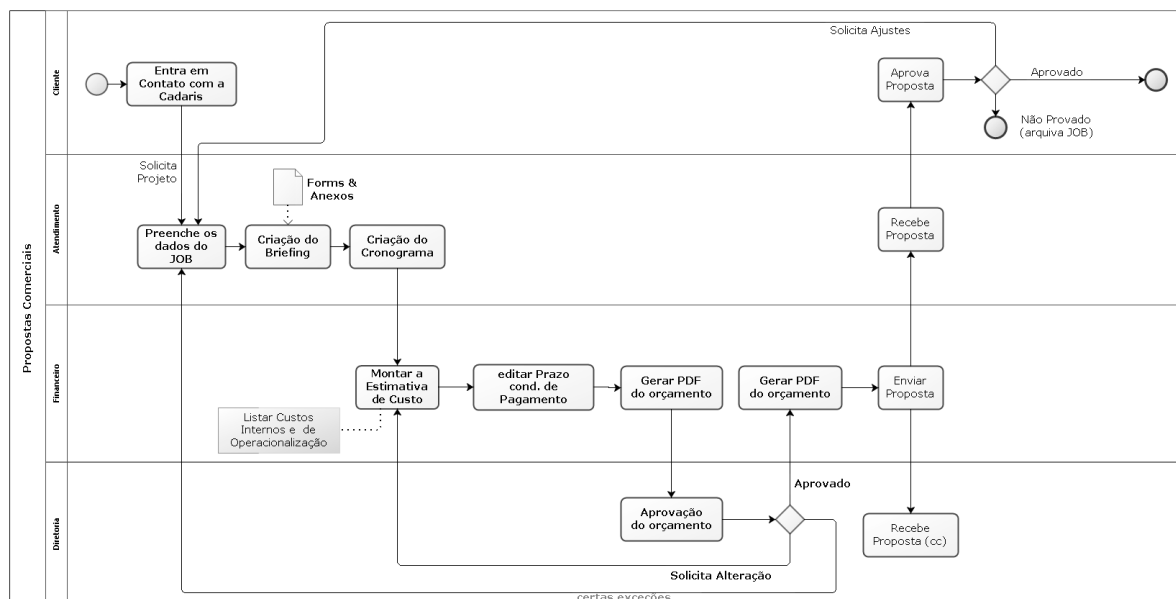 Propostas Comerciais
Cliente
Entra em
Contato com a
Cadaris
Solicita Ajustes
Aprova
Proposta
Aprovado
Não Provado
(arquiva JOB)
Atendimento
Solicita
Projeto
Forms &
Anexos
Preenche os
dados do
JOB
Criação do
Briefing
Criação do
Cronograma
Recebe
Proposta
Financeiro
Montar a
Estimativa
de Custo
editar Prazo
cond. de
Pagamento
Gerar PDF
do orçamento
Gerar PDF
do orçamento
Enviar
Proposta
Listar Custos
Internos e de
Operacionalização
Diretoria
Aprovado
Aprovação
do orçamento
Recebe
Proposta (cc)
Solicita Alteração
certas exceções